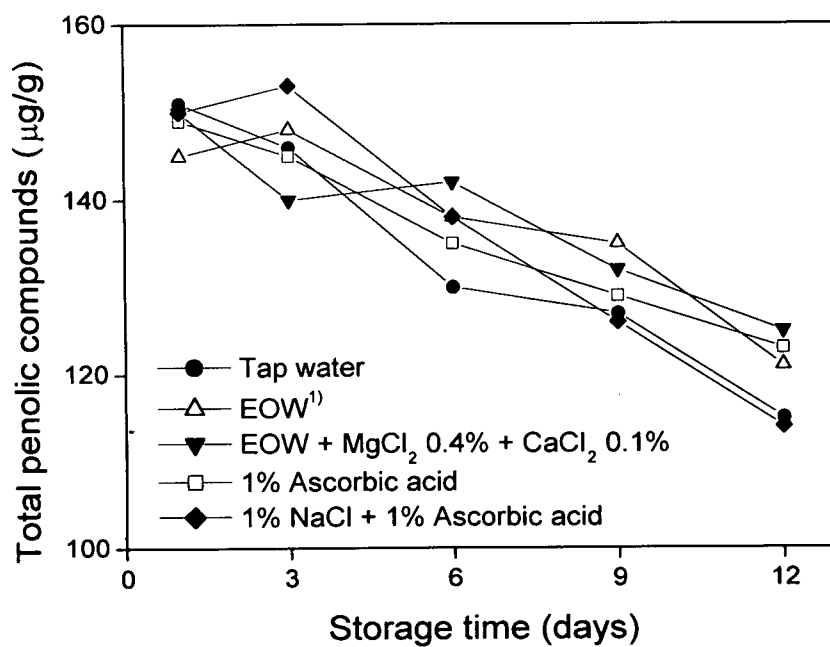 Total penolic compounds (μg/g)
160
140
120
100
Tap water
EOW¹⁾
EOW + MgCl₂ 0.4% + CaCl₂ 0.1%
1% Ascorbic acid
1% NaCl + 1% Ascorbic acid
0 3 6 9 12
Storage time (days)